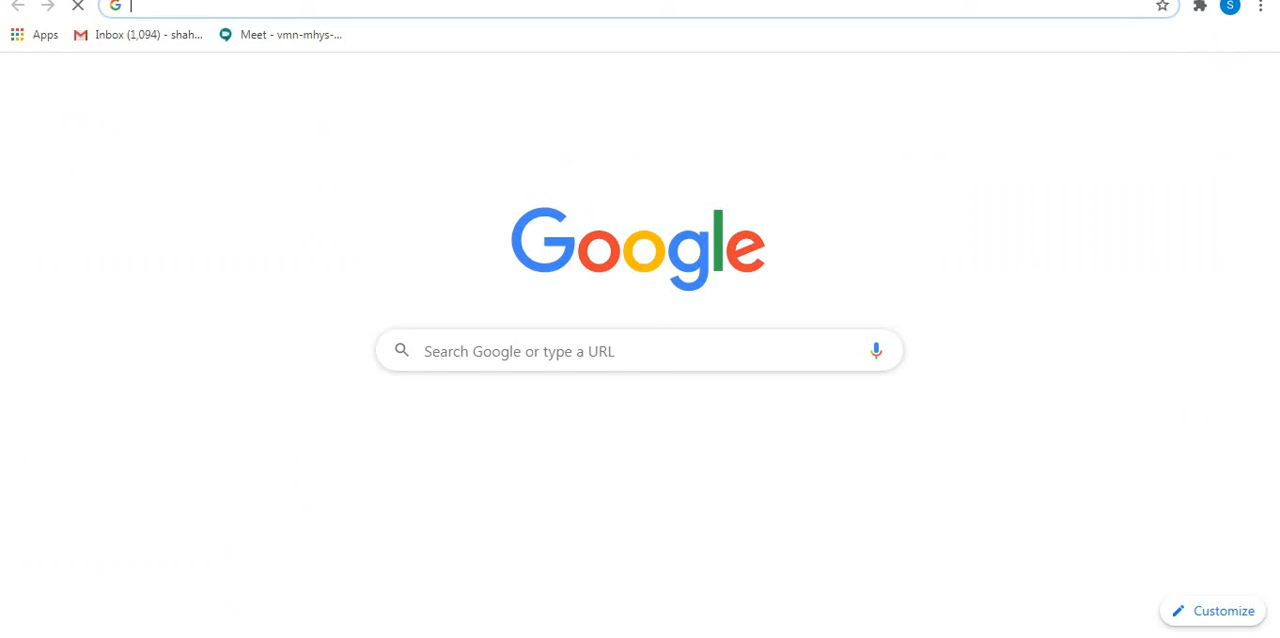 Apps Inbox (1,094) - shah... Meet - vmn-mhys-...
S
Google
Search Google or type a URL
Customize